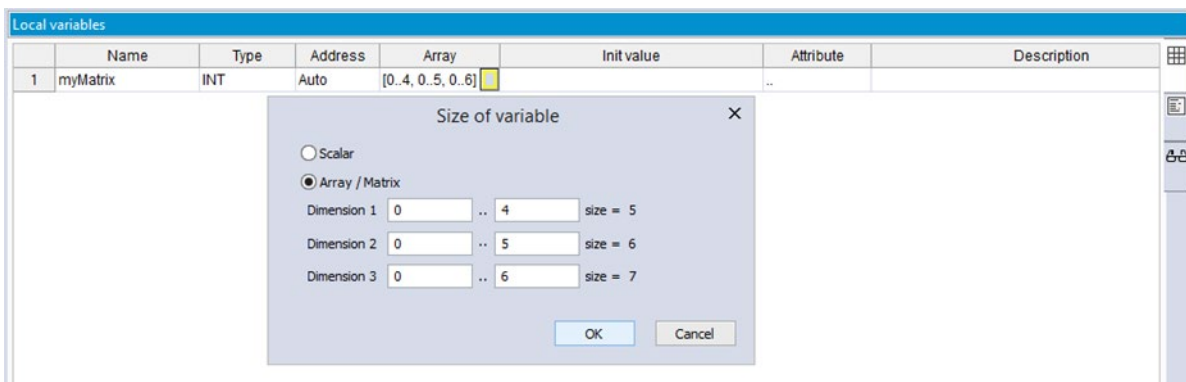 Local variables
Name Type Address Array Init value Attribute Description
1 myMatrix INT Auto [0..4, 0..5, 0..6] ..
Size of variable
Scalar
Array / Matrix
Dimension 1 0 .. 4 size = 5
Dimension 2 0 .. 5 size = 6
Dimension 3 0 .. 6 size = 7
OK Cancel